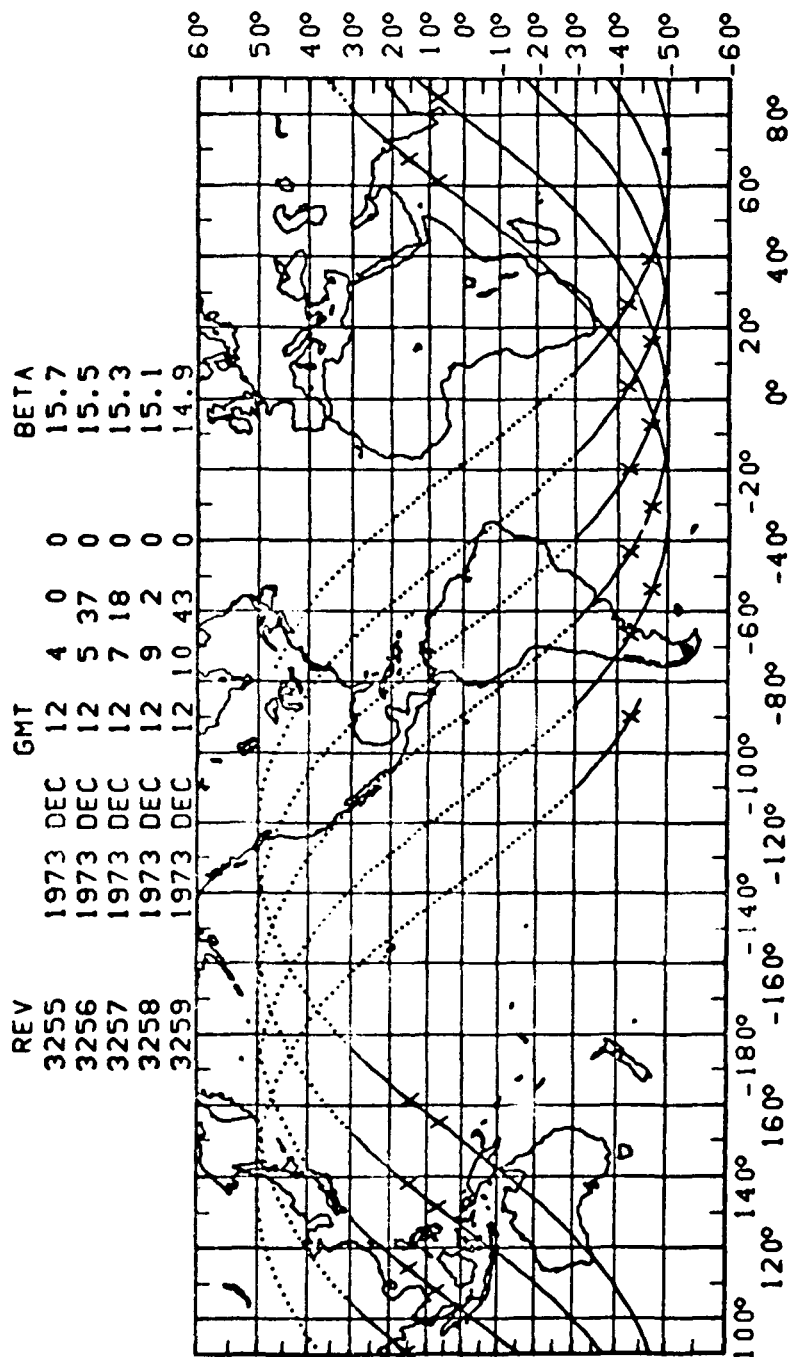 REV GMT BETA
3255 1973 DEC 12 4 0 0 15.7
3256 1973 DEC 12 5 37 0 15.5
3257 1973 DEC 12 7 18 0 15.3
3258 1973 DEC 12 9 2 0 15.1
3259 1973 DEC 12 10 43 0 14.9
60°
50°
40°
30°
20°
10°
0°
-10°
-20°
-30°
-40°
-50°
-60°
100° 120° 140° 160° -180° -160° -140° -120° -100° -80° -60° -40° -20° 0° 20° 40° 60° 80°